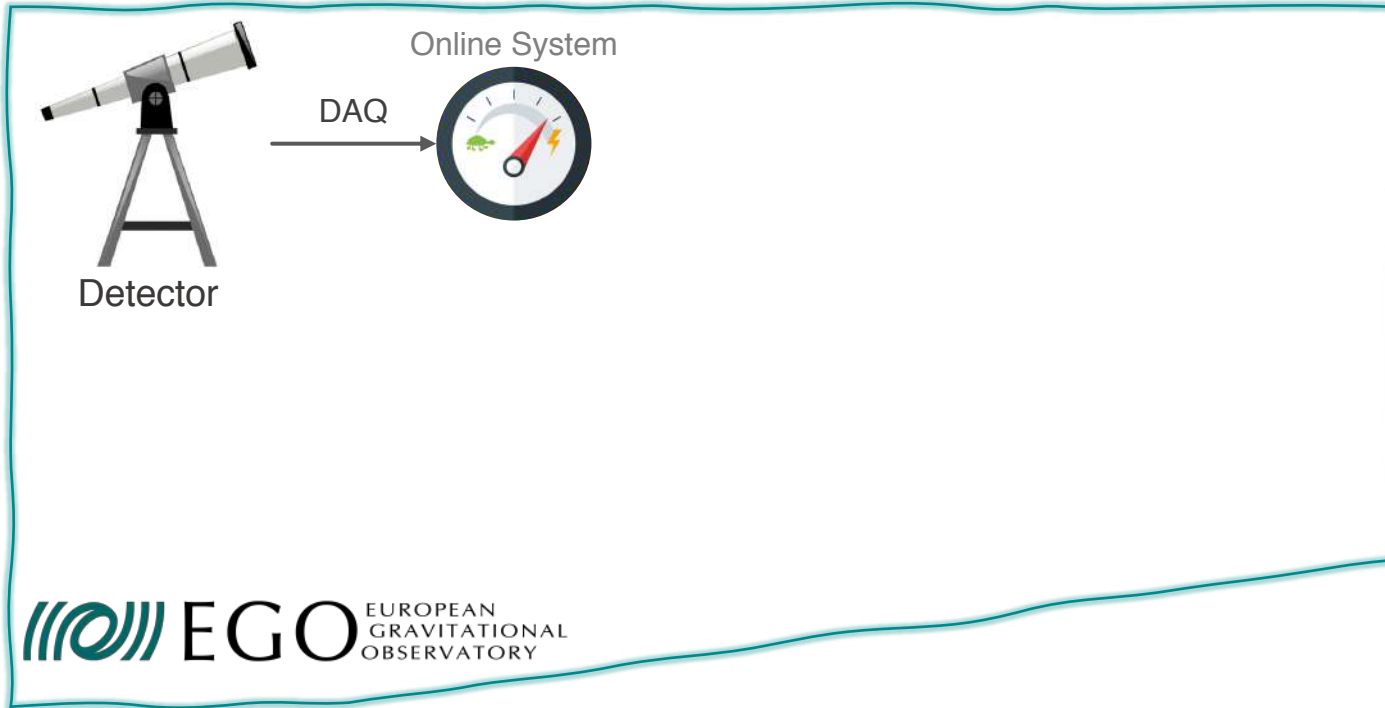 Online System
DAQ
Detector
EGO
EUROPEAN
GRAVITATIONAL
OBSERVATORY